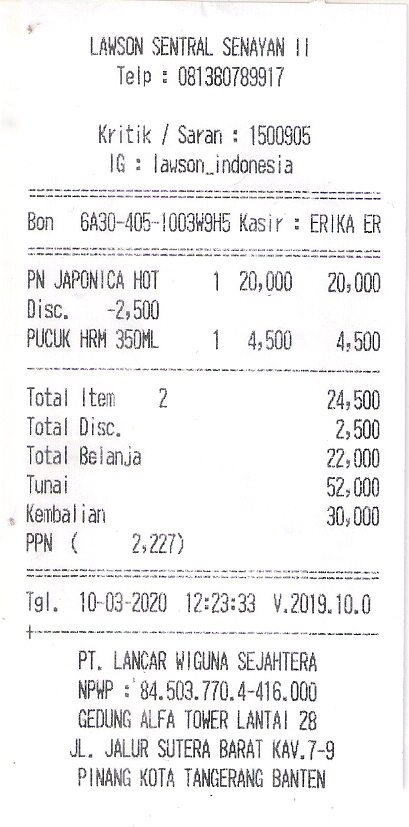 LAWSON SENTRAL SENAYAN II
Telp : 081380789917
Kritik / Saran : 1500905
IG : lawson_indonesia
Bon 6A30-405-I003W9H5 Kasir : ERIKA ER
PN JAPONICA HOT 1 20,000 20,000
Disc. -2,500
PUCUK HRM 350ML 1 4,500 4,500
Total Item 2 24,500
Total Disc. 2,500
Total Belanja 22,000
Tunai 52,000
Kembalian 30,000
PPN ( 2,227)
Tgl. 10-03-2020 12:23:33 V.2019.10.0
PT. LANCAR WIGUNA SEJAHTERA
NPWP : 84.503.770.4-416.000
GEDUNG ALFA TOWER LANTAI 28
JL. JALUR SUTERA BARAT KAV.7-9
PINANG KOTA TANGERANG BANTEN